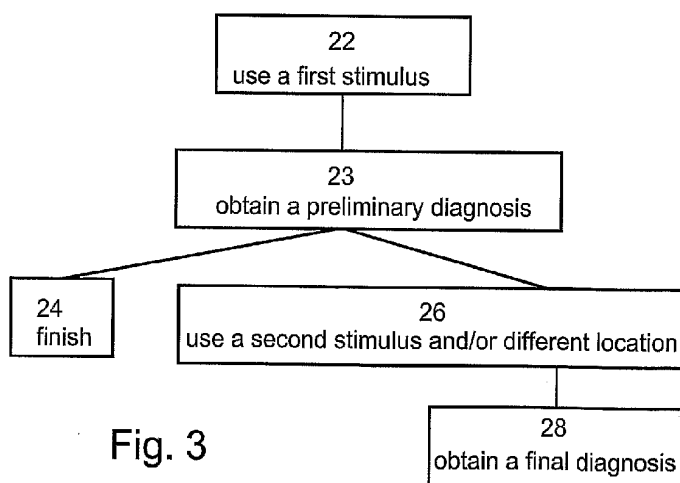 22
use a first stimulus
23
obtain a preliminary diagnosis
24
finish
26
use a second stimulus and/or different location
28
obtain a final diagnosis
Fig. 3